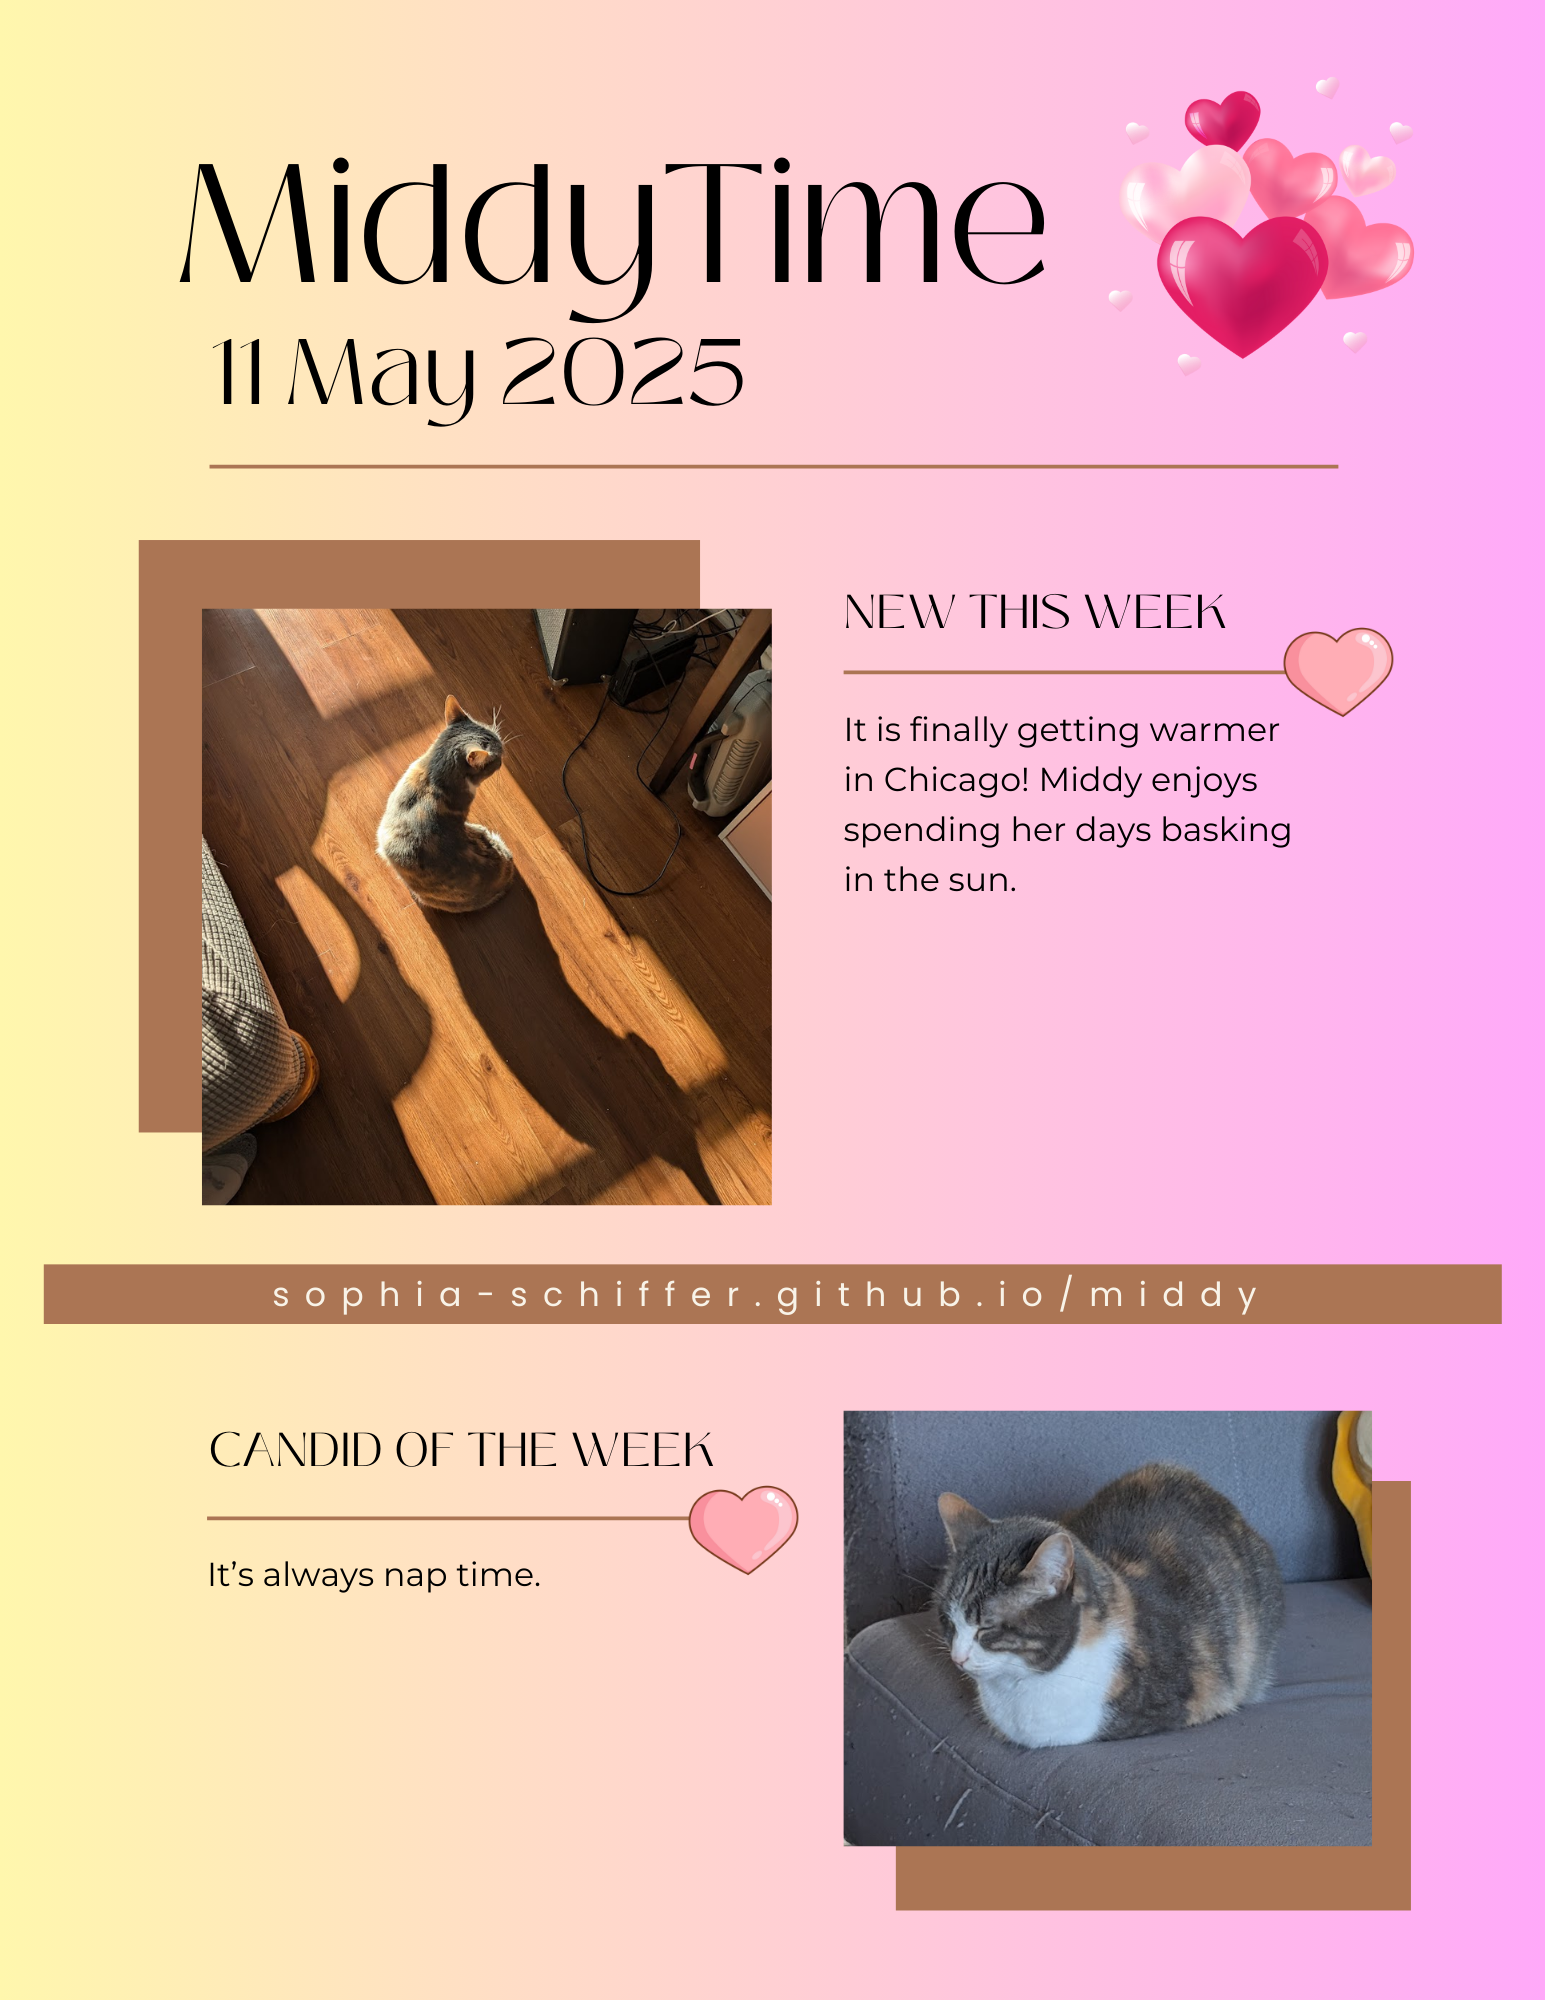 MiddyTime
11 May 2025
NEW THIS WEEK
It is finally getting warmer
in Chicago! Middy enjoys
spending her days basking
in the sun.
sophia-schiffer.github.io/middy
CANDID OF THE WEEK
It’s always nap time.